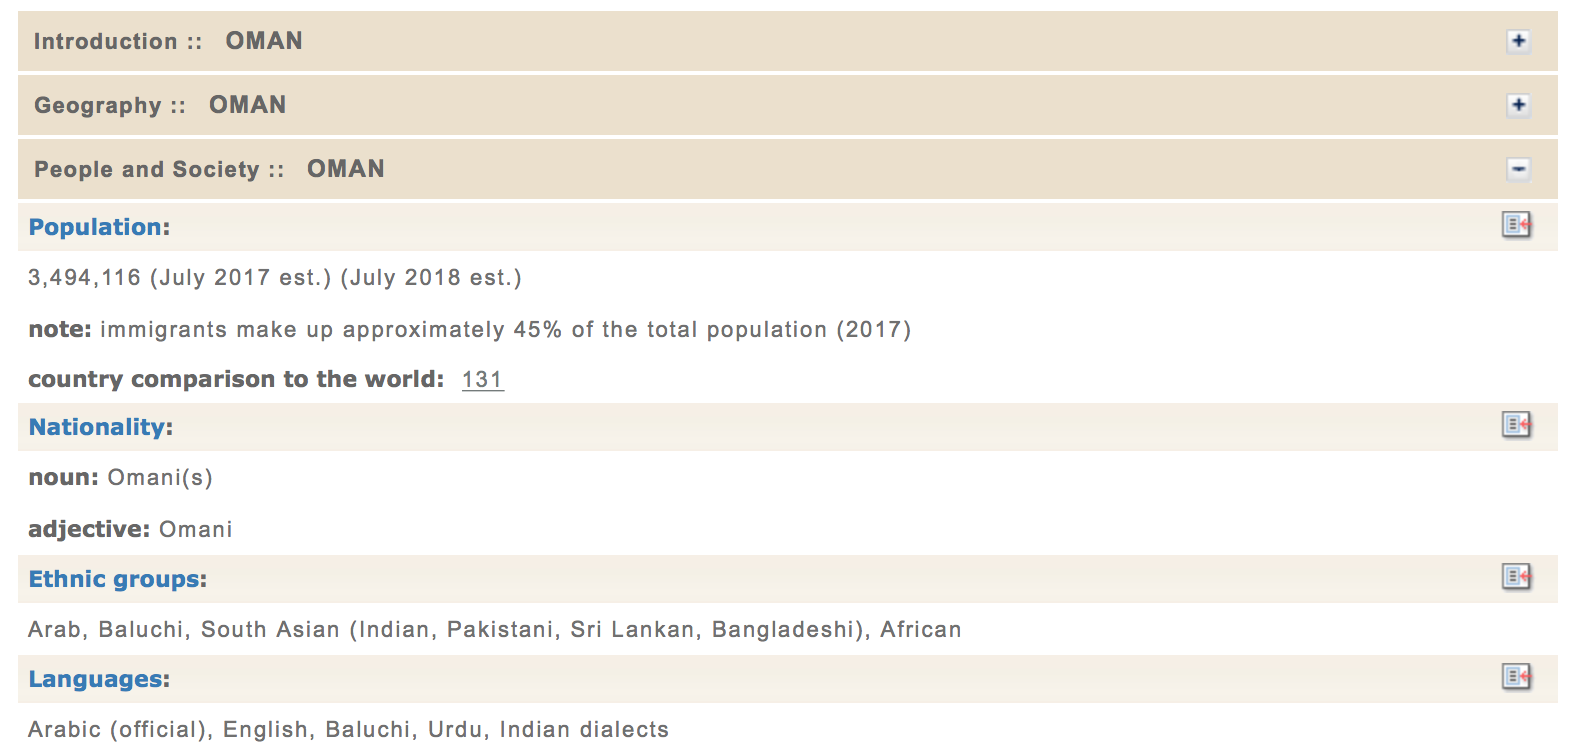 Introduction :: OMAN
Geography :: OMAN
People and Society :: OMAN
Population:
3,494,116 (July 2017 est.) (July 2018 est.)
note: immigrants make up approximately 45% of the total population (2017)
country comparison to the world: 131
Nationality:
noun: Omani(s)
adjective: Omani
Ethnic groups:
Arab, Baluchi, South Asian (Indian, Pakistani, Sri Lankan, Bangladeshi), African
Languages:
Arabic (official), English, Baluchi, Urdu, Indian dialects